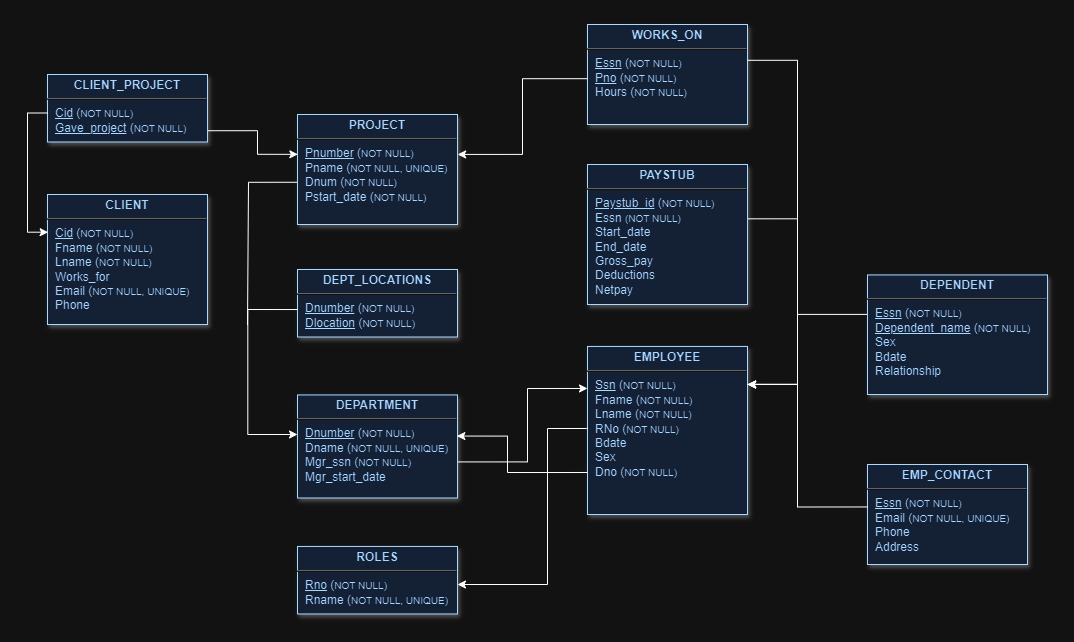 CLIENT_PROJECT
Cid (NOT NULL)
Gave_project (NOT NULL)
CLIENT
Cid (NOT NULL)
Fname (NOT NULL)
Lname (NOT NULL)
Works_for
Email (NOT NULL, UNIQUE)
Phone
PROJECT
Pnumber (NOT NULL)
Pname (NOT NULL, UNIQUE)
Dnum (NOT NULL)
Pstart_date (NOT NULL)
DEPT_LOCATIONS
Dnumber (NOT NULL)
Dlocation (NOT NULL)
DEPARTMENT
Dnumber (NOT NULL)
Dname (NOT NULL, UNIQUE)
Mgr_ssn (NOT NULL)
Mgr_start_date
ROLES
Rno (NOT NULL)
Rname (NOT NULL, UNIQUE)
WORKS_ON
Essn (NOT NULL)
Pno (NOT NULL)
Hours (NOT NULL)
PAYSTUB
Paystub_id (NOT NULL)
Essn (NOT NULL)
Start_date
End_date
Gross_pay
Deductions
Netpay
EMPLOYEE
Ssn (NOT NULL)
Fname (NOT NULL)
Lname (NOT NULL)
RNo (NOT NULL)
Bdate
Sex
Dno (NOT NULL)
DEPENDENT
Essn (NOT NULL)
Dependent_name (NOT NULL)
Sex
Bdate
Relationship
EMP_CONTACT
Essn (NOT NULL)
Email (NOT NULL, UNIQUE)
Phone
Address